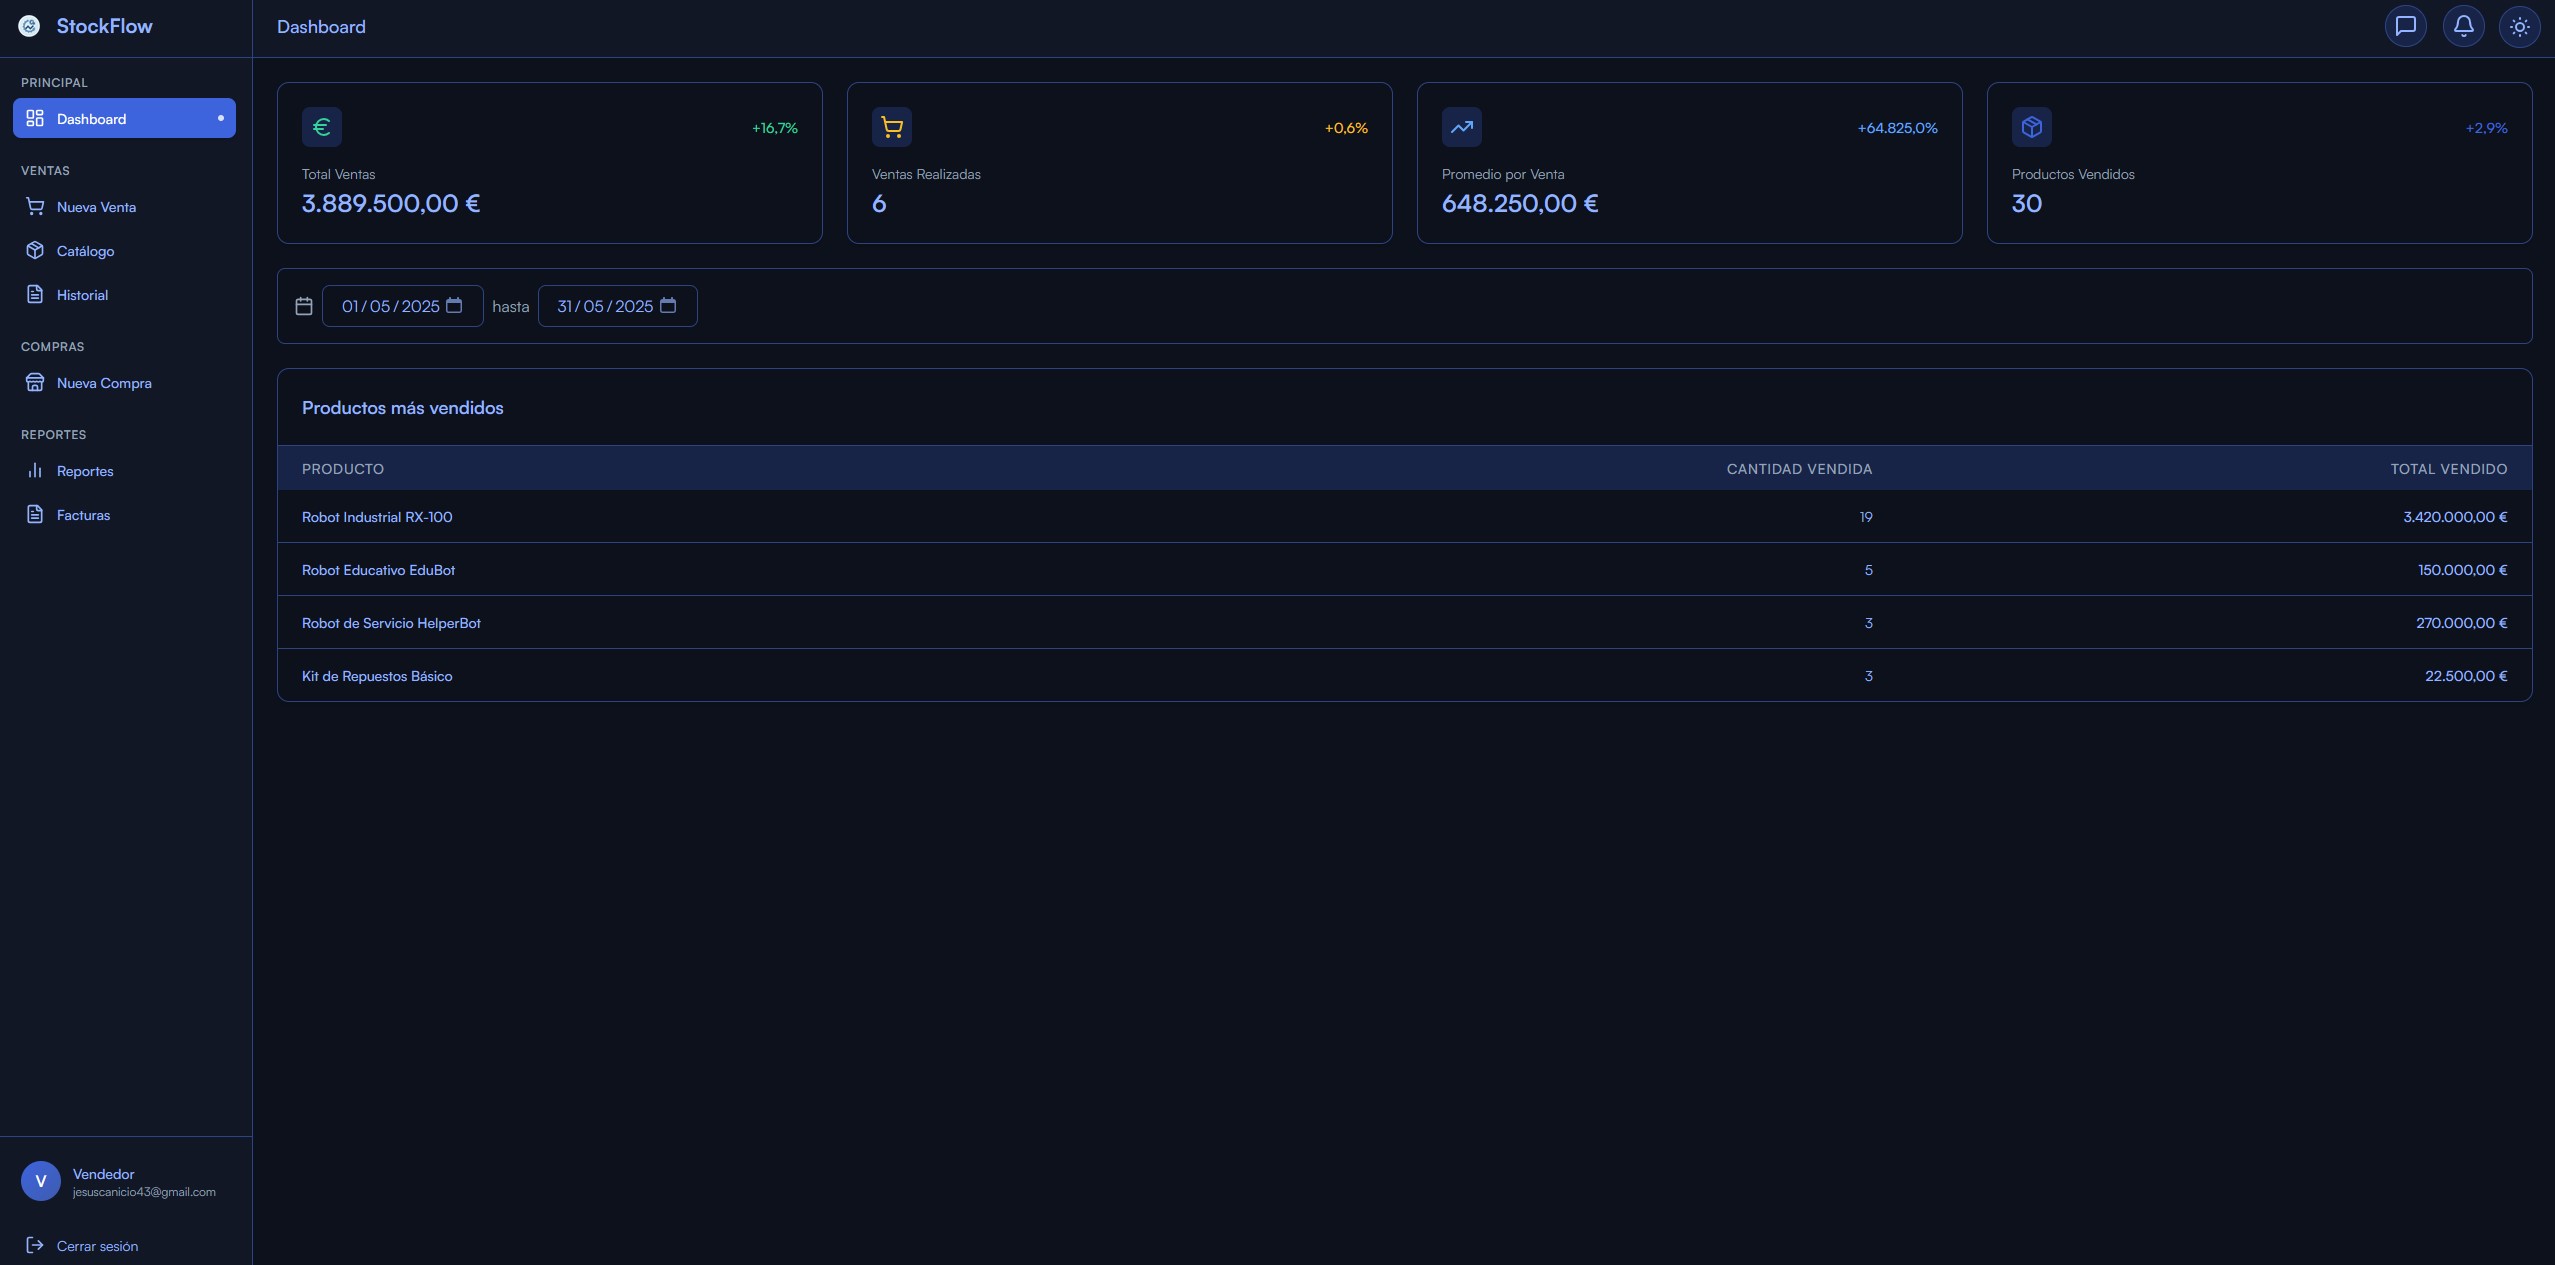 StockFlow
Dashboard
PRINCIPAL
Dashboard
VENTAS
Nueva Venta
Catálogo
Historial
COMPRAS
Nueva Compra
REPORTES
Reportes
Facturas
Vendedor
V
jesuscanicio43@gmail.com
Cerrar sesión
+16,7%
Total Ventas
3.889.500,00 €
+0,6%
Ventas Realizadas
6
+64.825,0%
Promedio por Venta
648.250,00 €
+2,9%
Productos Vendidos
30
01/05/2025 hasta 31/05/2025
Productos más vendidos
PRODUCTO CANTIDAD VENDIDA TOTAL VENDIDO
Robot Industrial RX-100 19 3.420.000,00 €
Robot Educativo EduBot 5 150.000,00 €
Robot de Servicio HelperBot 3 270.000,00 €
Kit de Repuestos Básico 3 22.500,00 €